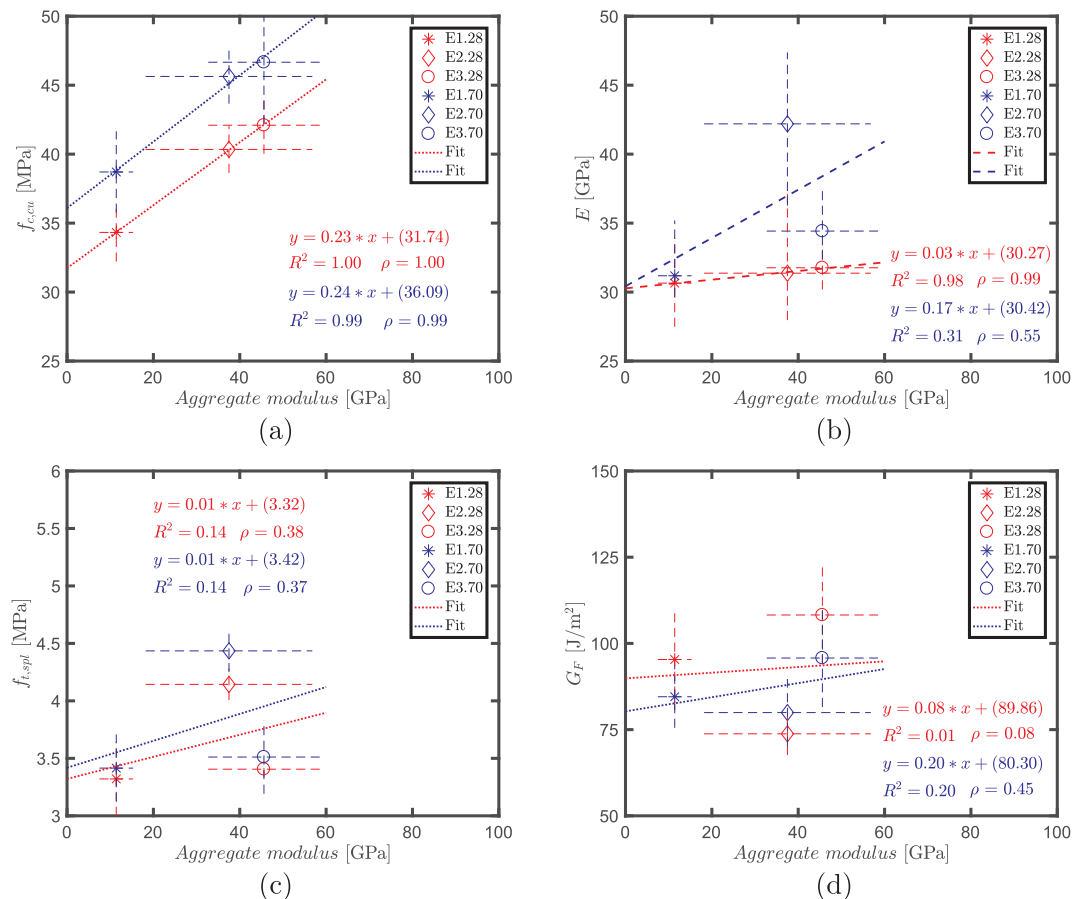 50
45
40
35
30
25
f_{c,cu} [MPa]
E1.28
E2.28
E3.28
E1.70
E2.70
E3.70
Fit
Fit
y = 0.23 * x + (31.74)
R² = 1.00 ρ = 1.00
y = 0.24 * x + (36.09)
R² = 0.99 ρ = 0.99
0 20 40 60 80 100
Aggregate modulus [GPa]
(a)
50
45
40
35
30
25
E [GPa]
E1.28
E2.28
E3.28
E1.70
E2.70
E3.70
Fit
Fit
y = 0.03 * x + (30.27)
R² = 0.98 ρ = 0.99
y = 0.17 * x + (30.42)
R² = 0.31 ρ = 0.55
0 20 40 60 80 100
Aggregate modulus [GPa]
(b)
6
5.5
5
4.5
4
3.5
3
f_{t,spl} [MPa]
y = 0.01 * x + (3.32)
R² = 0.14 ρ = 0.38
y = 0.01 * x + (3.42)
R² = 0.14 ρ = 0.37
E1.28
E2.28
E3.28
E1.70
E2.70
E3.70
Fit
Fit
0 20 40 60 80 100
Aggregate modulus [GPa]
(c)
150
125
100
75
50
G_F [J/m²]
E1.28
E2.28
E3.28
E1.70
E2.70
E3.70
Fit
Fit
y = 0.08 * x + (89.86)
R² = 0.01 ρ = 0.08
y = 0.20 * x + (80.30)
R² = 0.20 ρ = 0.45
0 20 40 60 80 100
Aggregate modulus [GPa]
(d)